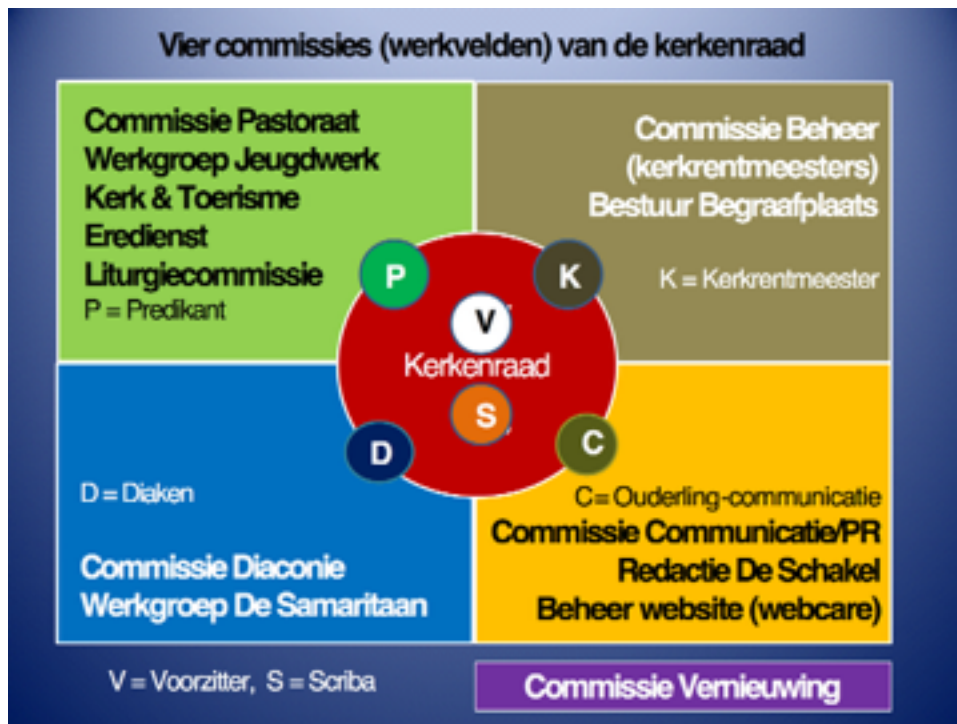 Vier commissies (werkvelden) van de kerkenraad
Commissie Pastoraat
Werkgroep Jeugdwerk
Kerk & Toerisme
Eredienst
Liturgiecommissie
P = Predikant
Commissie Beheer
(kerkrentmeesters)
Bestuur Begraafplaats
K = Kerkrentmeester
P
K
V
Kerkenraad
S
D
C
D = Diaken
Commissie Diaconie
Werkgroep De Samaritaan
C= Ouderling-communicatie
Commissie Communicatie/PR
Redactie De Schakel
Beheer website (webcare)
V = Voorzitter, S = Scriba
Commissie Vernieuwing